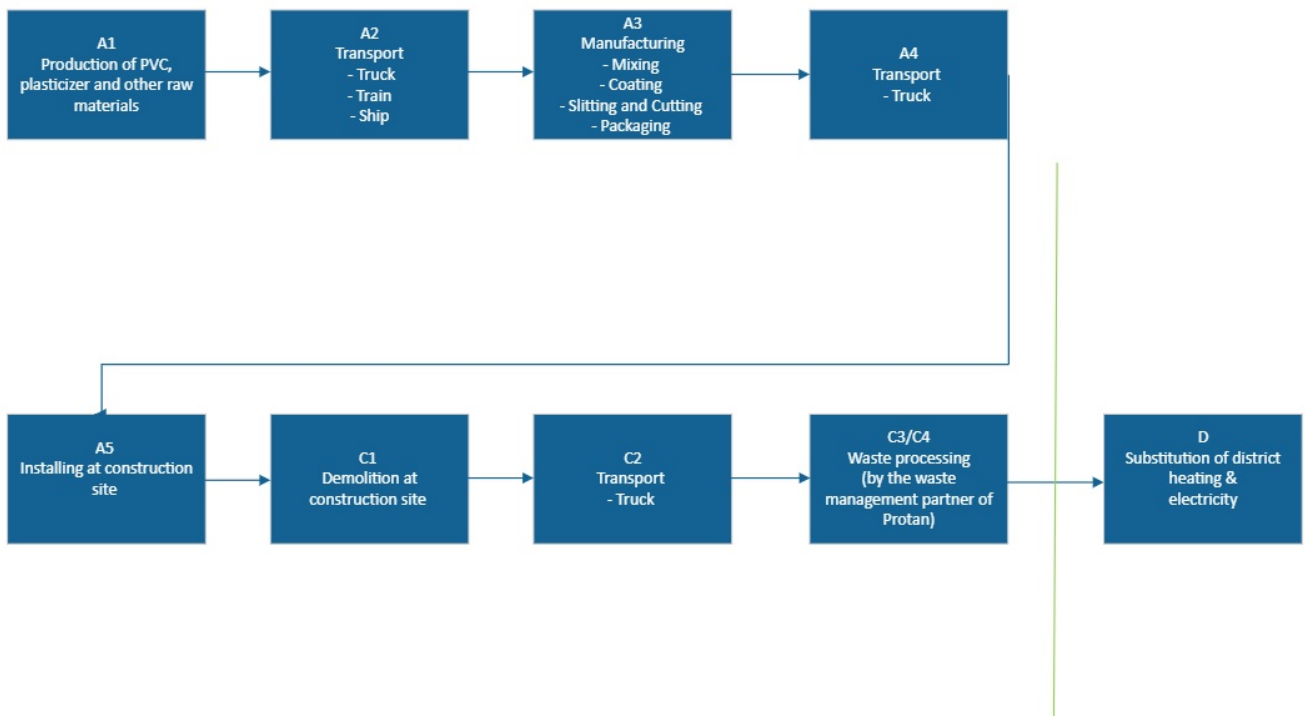 A1
Production of PVC,
plasticizer and other raw
materials
A2
Transport
- Truck
- Train
- Ship
A3
Manufacturing
- Mixing
- Coating
- Slitting and Cutting
- Packaging
A4
Transport
- Truck
A5
Installing at construction
site
C1
Demolition at
construction site
C2
Transport
- Truck
C3/C4
Waste processing
(by the waste
management partner of
Protan)
D
Substitution of district
heating &
electricity